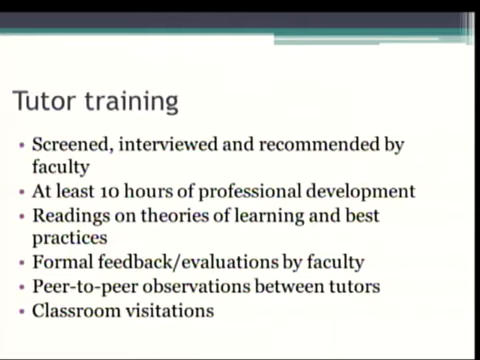 Tutor training
• Screened, interviewed and recommended by
faculty
• At least 10 hours of professional development
• Readings on theories of learning and best
practices
• Formal feedback/evaluations by faculty
• Peer-to-peer observations between tutors
• Classroom visitations